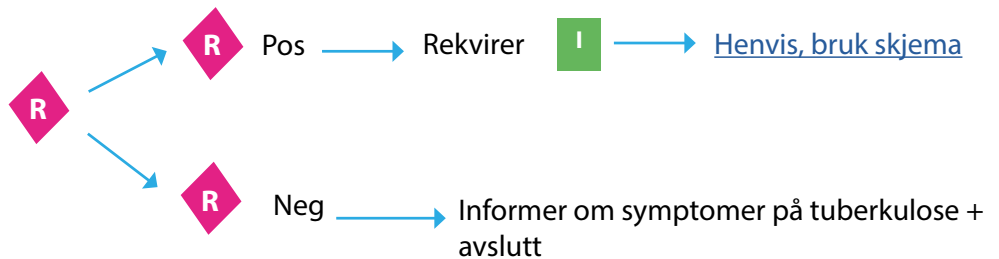 R
R Pos Rekvirer I Henvis, bruk skjema
R Neg Informer om symptomer på tuberkulose +
avslutt